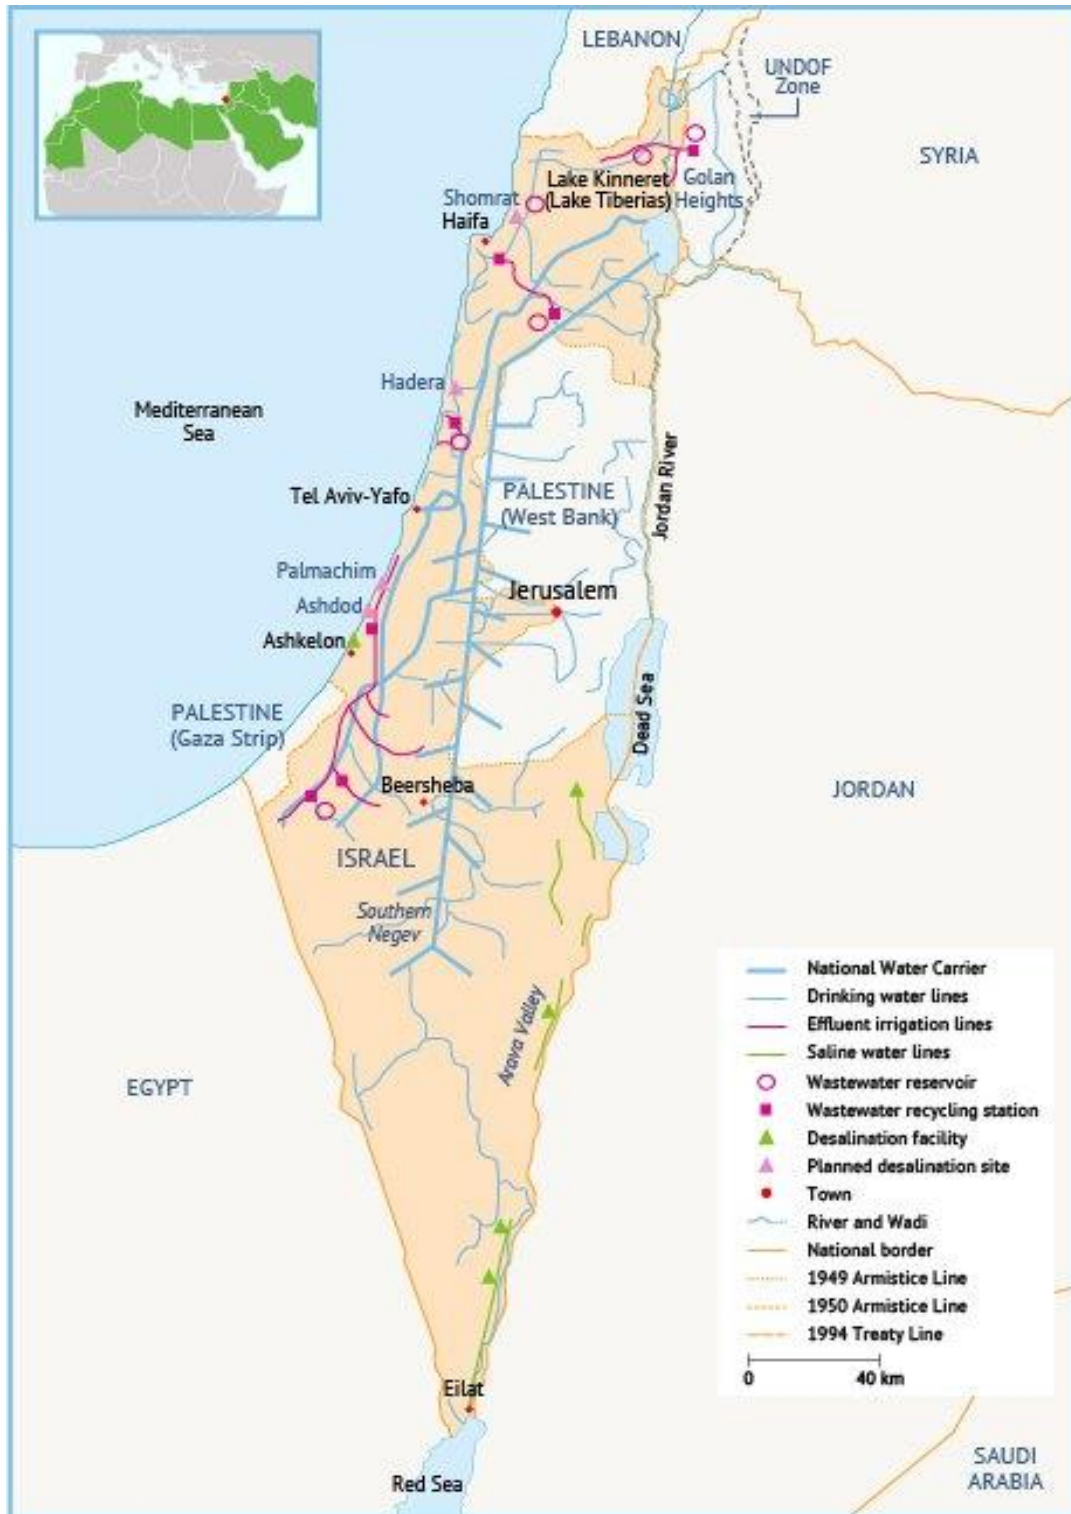 LEBANON
UNDOF
Zone
SYRIA
Lake Kinneret
(Lake Tiberias)
Golan
Heights
Shomrat
Haifa
Hadera
Mediterranean
Sea
Jordan River
Tel Aviv-Yafo
PALESTINE
(West Bank)
Palmachim
Ashdod
Jerusalem
Ashkelon
Dead Sea
PALESTINE
(Gaza Strip)
Beersheba
JORDAN
ISRAEL
Southern
Negev
Arava Valley
EGYPT
National Water Carrier
Drinking water lines
Effluent irrigation lines
Saline water lines
Wastewater reservoir
Wastewater recycling station
Desalination facility
Planned desalination site
Town
River and Wadi
National border
1949 Armistice Line
1950 Armistice Line
1994 Treaty Line
0 40 km
Eilat
Red Sea
SAUDI
ARABIA